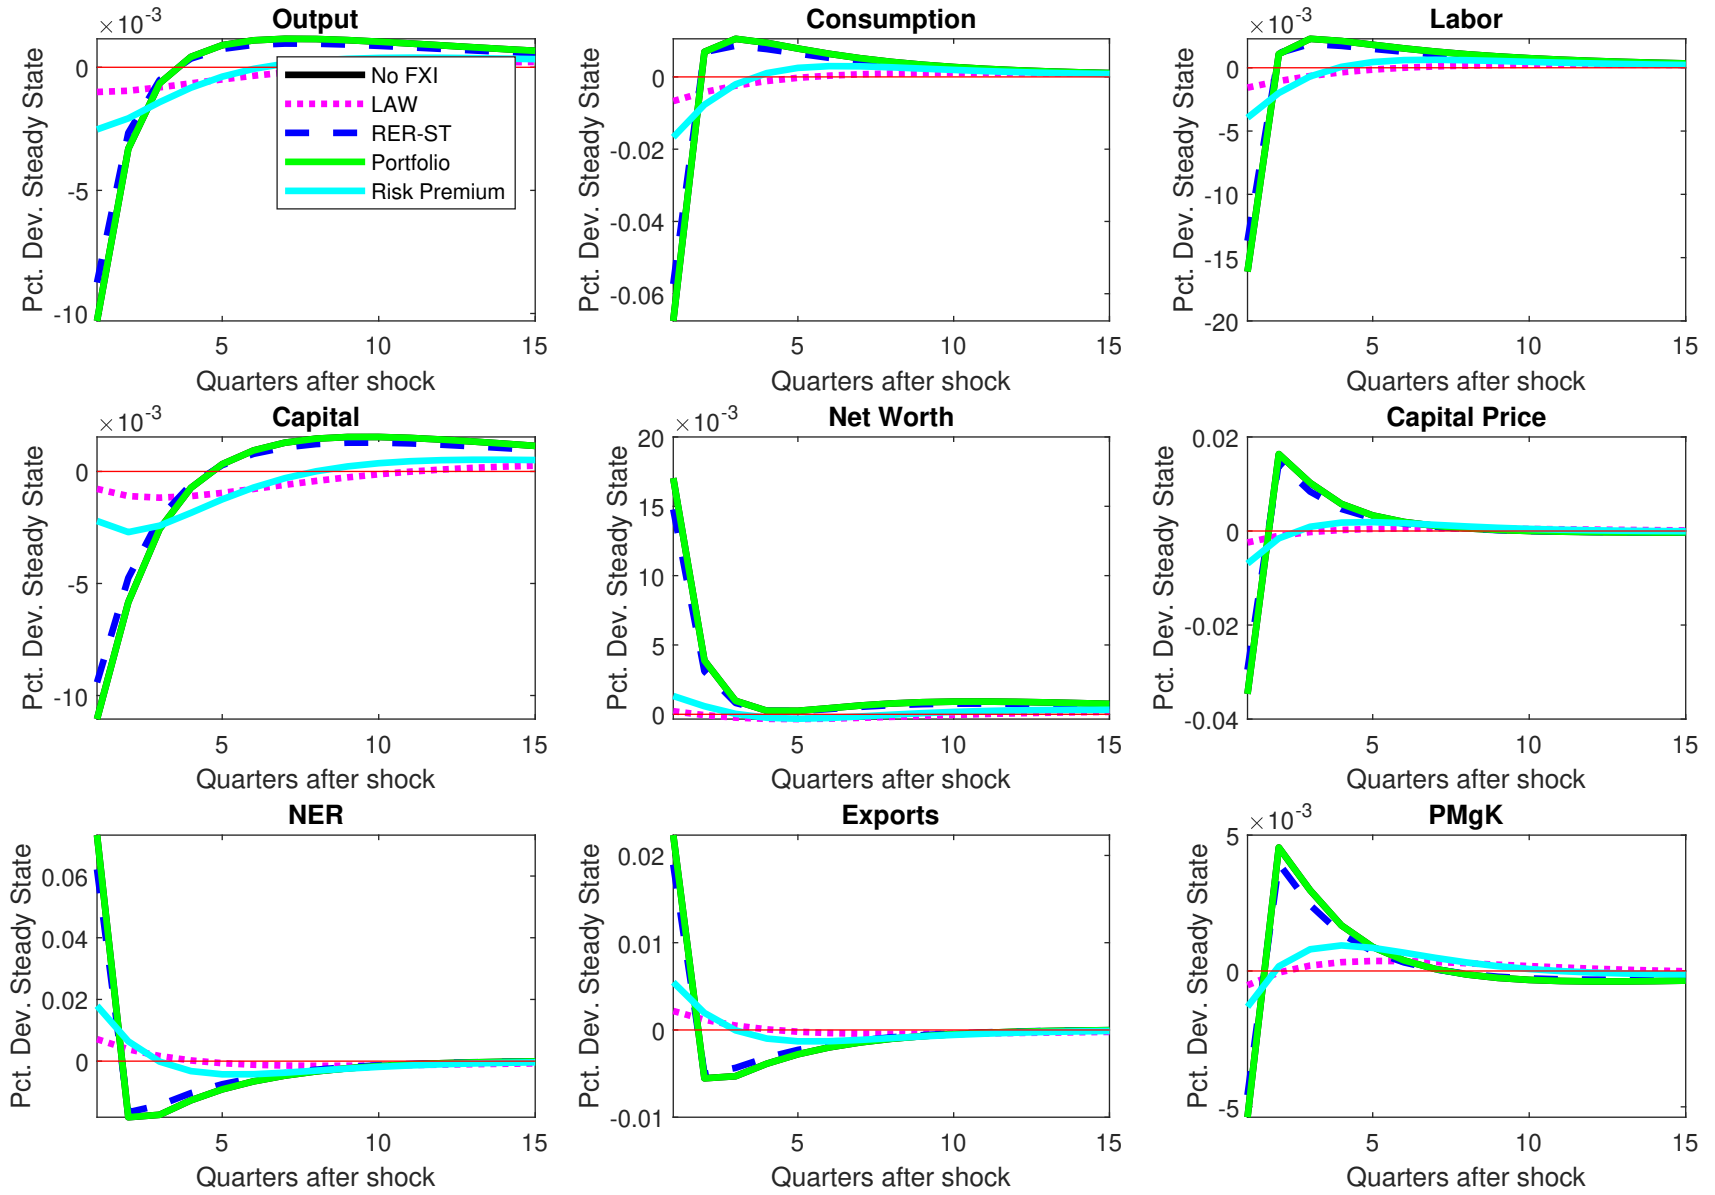 Output
×10-3
Pct. Dev. Steady State
0
-5
-10
5
10
15
Quarters after shock
No FXI
LAW
RER-ST
Portfolio
Risk Premium
Consumption
Pct. Dev. Steady State
0
-0.02
-0.04
-0.06
5
10
15
Quarters after shock
Labor
×10-3
Pct. Dev. Steady State
0
-5
-10
-15
-20
5
10
15
Quarters after shock
Capital
×10-3
Pct. Dev. Steady State
0
-5
-10
5
10
15
Quarters after shock
Net Worth
×10-3
Pct. Dev. Steady State
20
15
10
5
0
5
10
15
Quarters after shock
Capital Price
Pct. Dev. Steady State
0.02
0
-0.02
-0.04
5
10
15
Quarters after shock
NER
Pct. Dev. Steady State
0.06
0.04
0.02
0
5
10
15
Quarters after shock
Exports
Pct. Dev. Steady State
0.02
0.01
0
-0.01
5
10
15
Quarters after shock
PMgK
×10-3
Pct. Dev. Steady State
5
0
-5
5
10
15
Quarters after shock